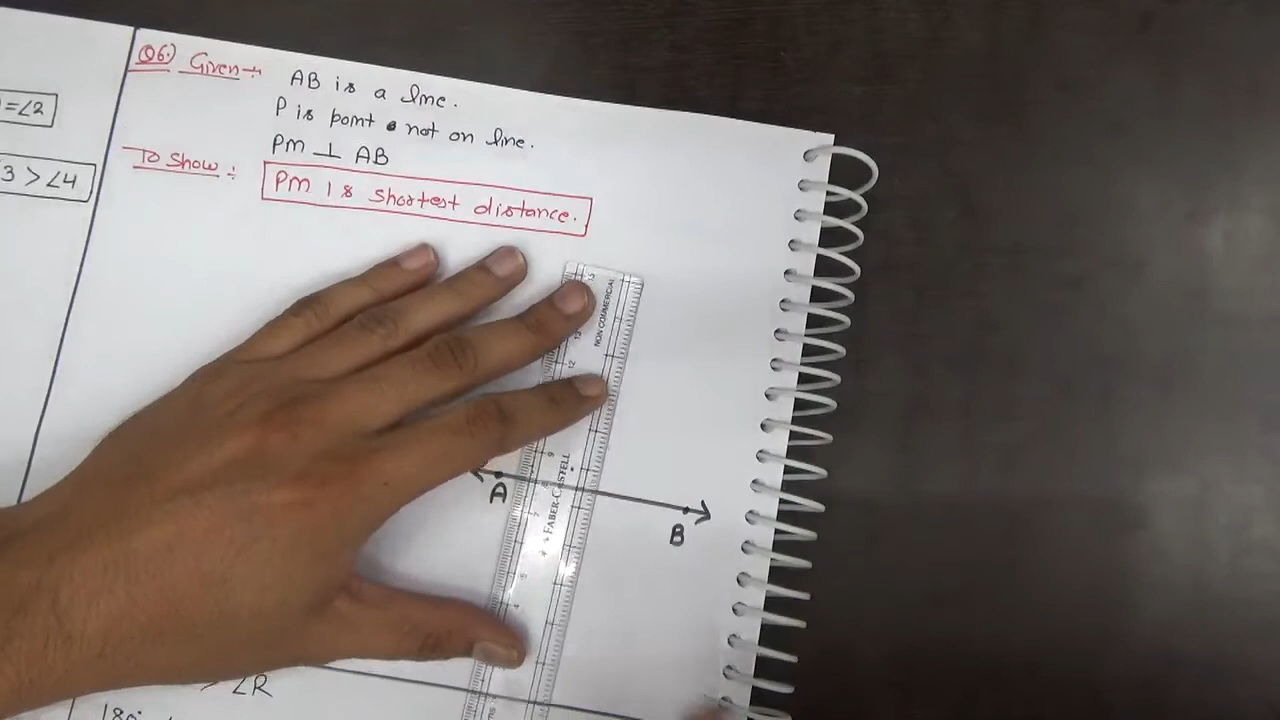 Q6.) Given :- AB is a line.
P is point not on line.
PM ⊥ AB
To Show :- PM is shortest distance.
=∠2
3 > ∠4
NON COMMERCIAL
FABER-CASTELL
A
B
> ∠R
180°